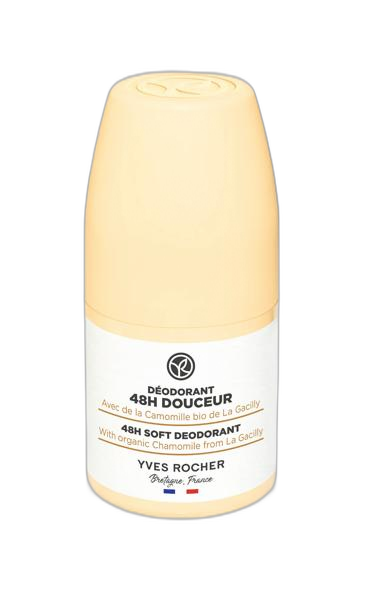 DÉODORANT
48H DOUCEUR
Avec de la Camomille bio de La Gacilly
48H SOFT DEODORANT
With organic Chamomile from La Gacilly
YVES ROCHER
Bretagne, France